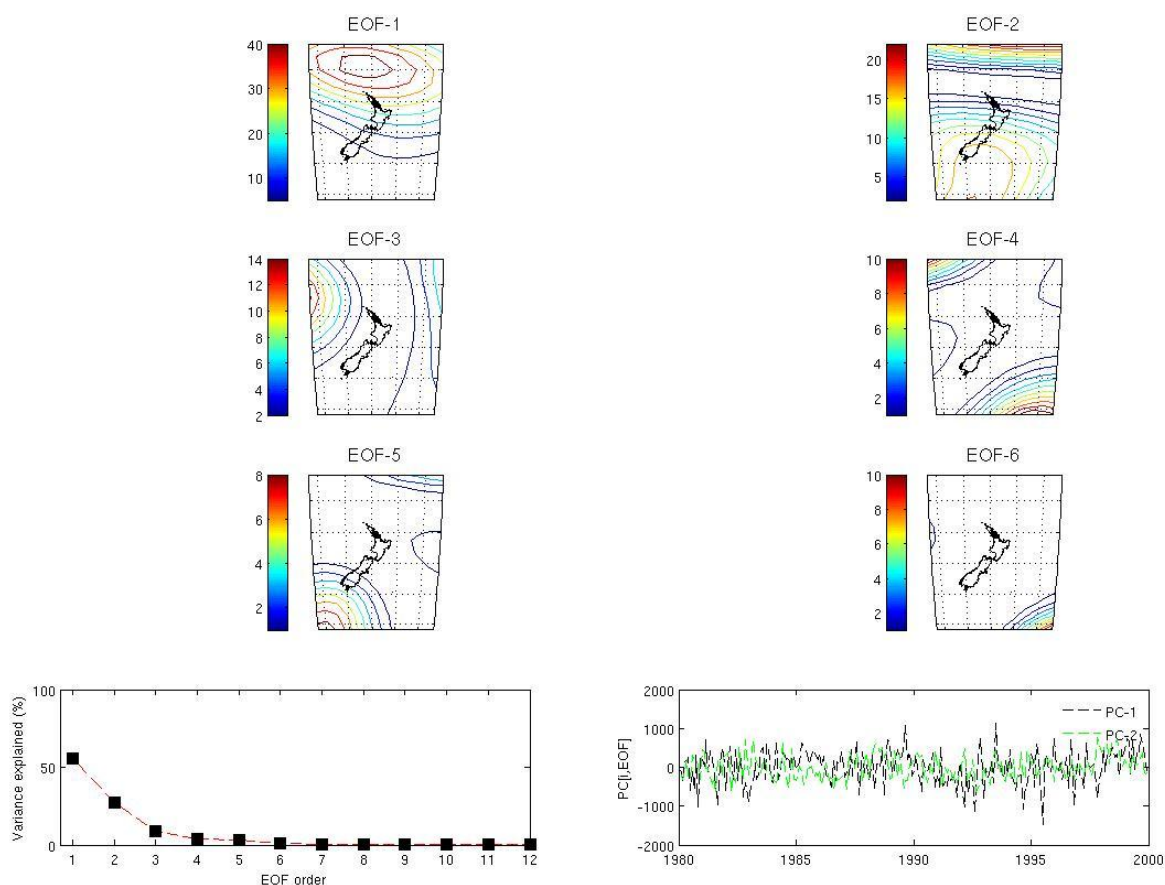 EOF-1
40
30
20
10
EOF-2
20
15
10
5
EOF-3
14
12
10
8
6
4
2
EOF-4
10
8
6
4
2
EOF-5
8
6
4
2
EOF-6
10
8
6
4
2
100
50
0
Variance explained (%)
1 2 3 4 5 6 7 8 9 10 11 12
EOF order
2000
1000
0
-1000
-2000
PC[i,EOF]
PC-1
PC-2
1980 1985 1990 1995 2000